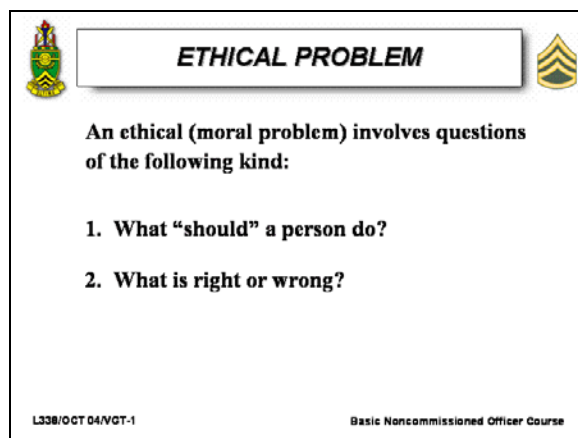 ETHICAL PROBLEM
An ethical (moral problem) involves questions
of the following kind:
1. What “should” a person do?
2. What is right or wrong?
L338/OCT 04/VGT-1
Basic Noncommissioned Officer Course